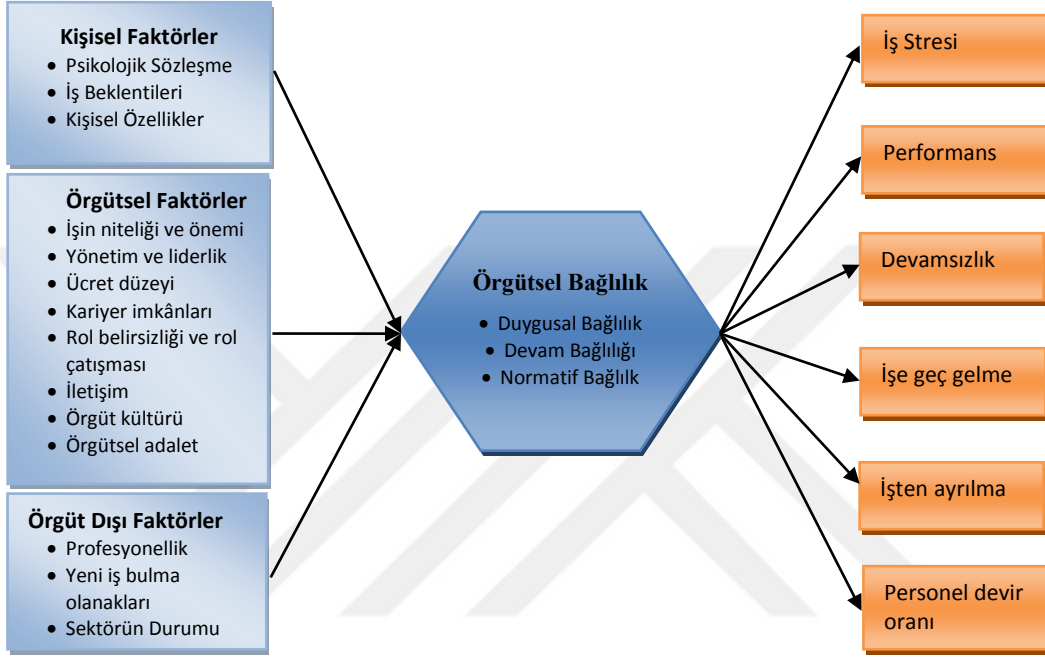 Kişisel Faktörler
• Psikolojik Sözleşme
• İş Beklentileri
• Kişisel Özellikler
Örgütsel Faktörler
• İşin niteliği ve önemi
• Yönetim ve liderlik
• Ücret düzeyi
• Kariyer imkânları
• Rol belirsizliği ve rol
çatışması
• İletişim
• Örgüt kültürü
• Örgütsel adalet
Örgüt Dışı Faktörler
• Profesyonellik
• Yeni iş bulma
olanakları
• Sektörün Durumu
Örgütsel Bağlılık
• Duygusal Bağlılık
• Devam Bağlılığı
• Normatif Bağlılk
İş Stresi
Performans
Devamsızlık
İşe geç gelme
İşten ayrılma
Personel devir
oranı